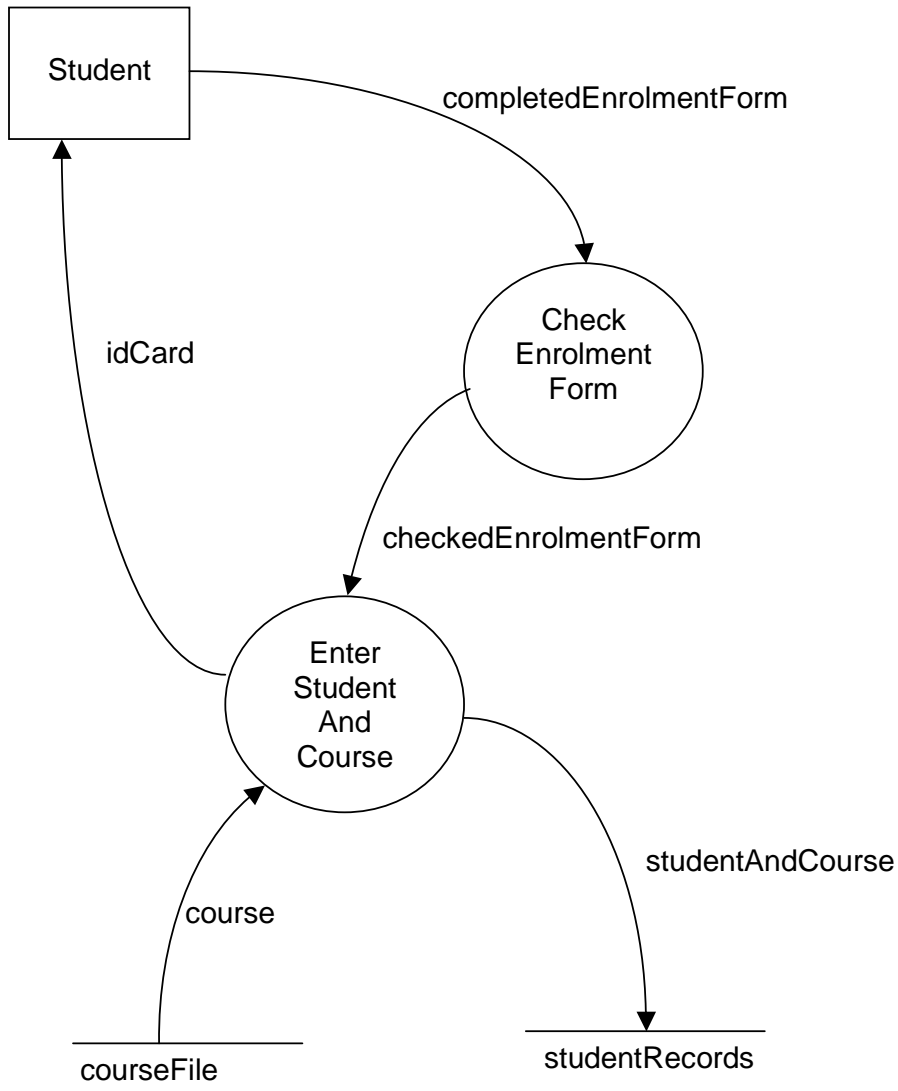 Student
completedEnrolmentForm
Check
Enrolment
Form
idCard
checkedEnrolmentForm
Enter
Student
And
Course
studentAndCourse
course
studentRecords
courseFile